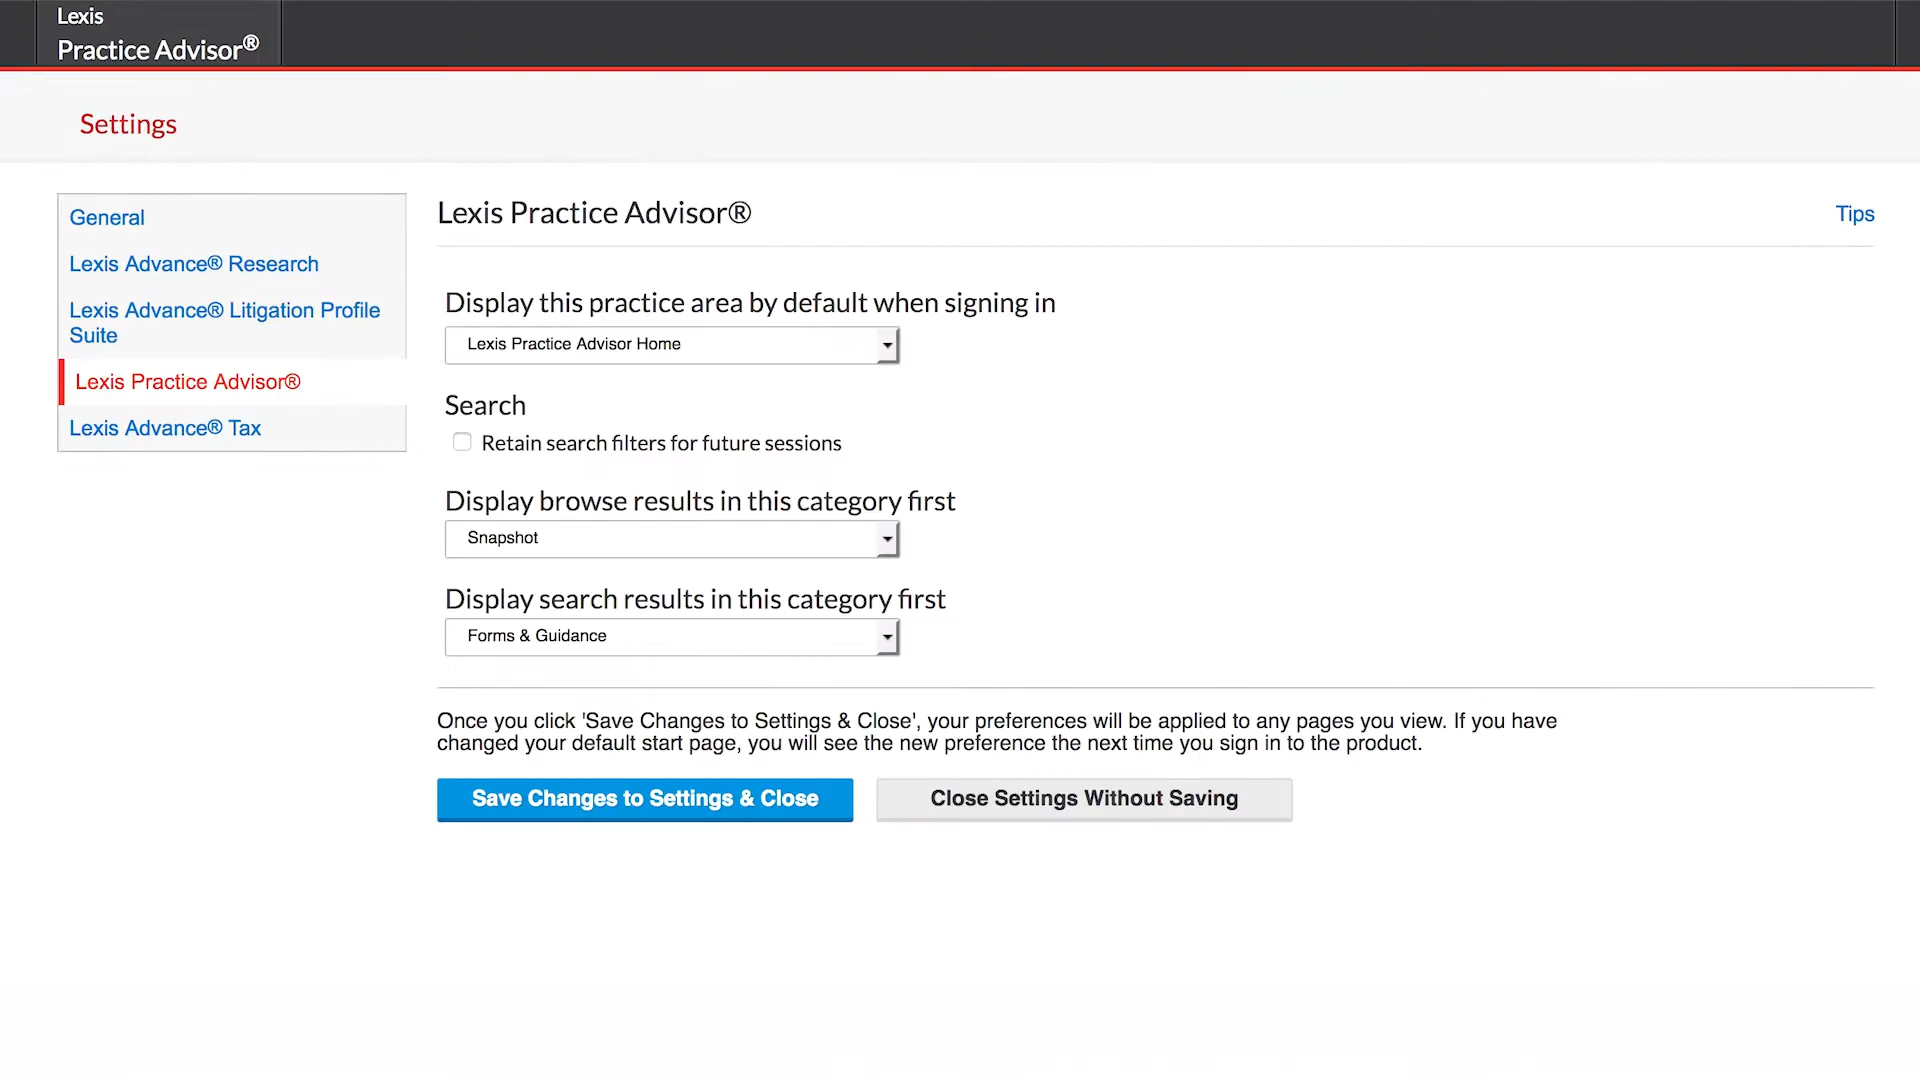 Lexis
Practice Advisor®
Settings
General
Lexis Advance® Research
Lexis Advance® Litigation Profile
Suite
Lexis Practice Advisor®
Lexis Advance® Tax
Lexis Practice Advisor®
Tips
Display this practice area by default when signing in
Lexis Practice Advisor Home
Search
Retain search filters for future sessions
Display browse results in this category first
Snapshot
Display search results in this category first
Forms & Guidance
Once you click 'Save Changes to Settings & Close', your preferences will be applied to any pages you view. If you have
changed your default start page, you will see the new preference the next time you sign in to the product.
Save Changes to Settings & Close
Close Settings Without Saving